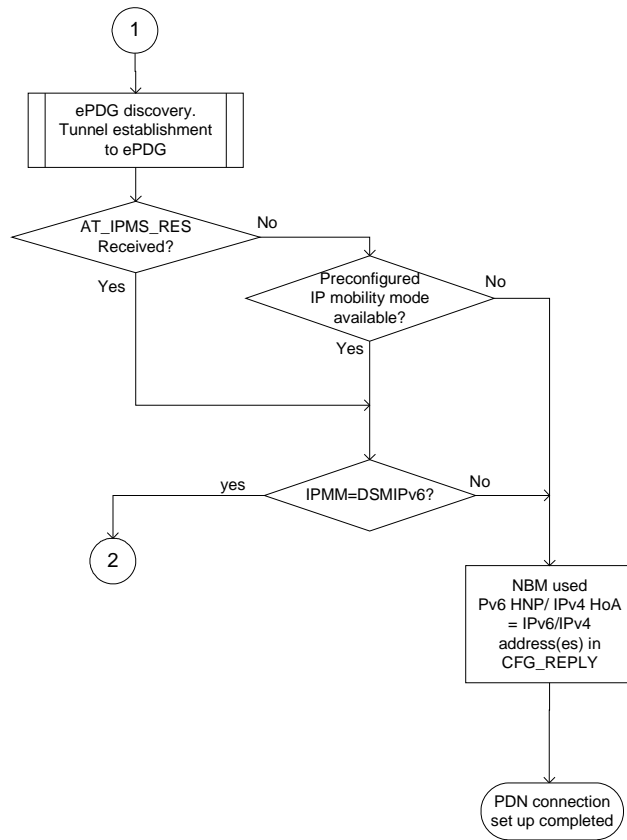 1
ePDG discovery.
Tunnel establishment
to ePDG
AT_IPMS_RES
Received?
No
Yes
Preconfigured
IP mobility mode
available?
No
Yes
IPMM=DSMIPv6?
yes
No
2
NBM used
Pv6 HNP/ IPv4 HoA
= IPv6/IPv4
address(es) in
CFG_REPLY
PDN connection
set up completed